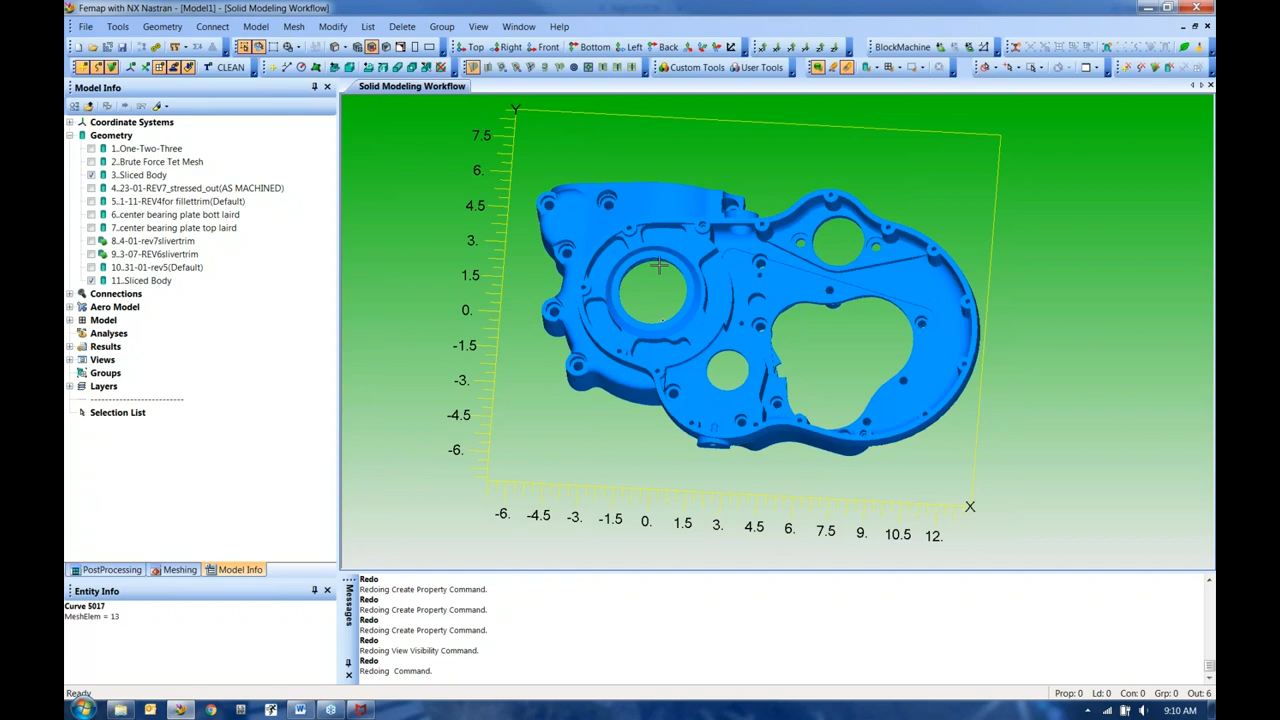 Femap with NX Nastran - [Model1] - [Solid Modeling Workflow]
File Tools Geometry Connect Model Mesh Modify List Delete Group View Window Help
Top Right Front Bottom Left Back BlockMachine
CLEAN Custom Tools User Tools
Model Info
Solid Modeling Workflow
Coordinate Systems
Geometry
1..One-Two-Three
2..Brute Force Tet Mesh
3..Sliced Body
4..23-01-REV7_stressed_out(AS MACHINED)
5..1-11-REV4for fillettrim(Default)
6..center bearing plate bott laird
7..center bearing plate top laird
8..4-01-rev7slivertrim
9..3-07-REV6slivertrim
10..31-01-rev5(Default)
11..Sliced Body
Connections
Aero Model
Model
Analyses
Results
Views
Groups
Layers
Selection List
Y
7.5
6.
4.5
3.
1.5
0.
-1.5
-3.
-4.5
-6.
X
-6. -4.5 -3. -1.5 0. 1.5 3. 4.5 6. 7.5 9. 10.5 12.
PostProcessing Meshing Model Info
Entity Info
Curve 5017
MeshElem = 13
Messages
Redo
Redoing Create Property Command.
Redo
Redoing Create Property Command.
Redo
Redoing Create Property Command.
Redo
Redoing View Visibility Command.
Redo
Redoing Command.
Ready
Prop: 0 Ld: 0 Con: 0 Grp: 0 Out: 6
9:10 AM